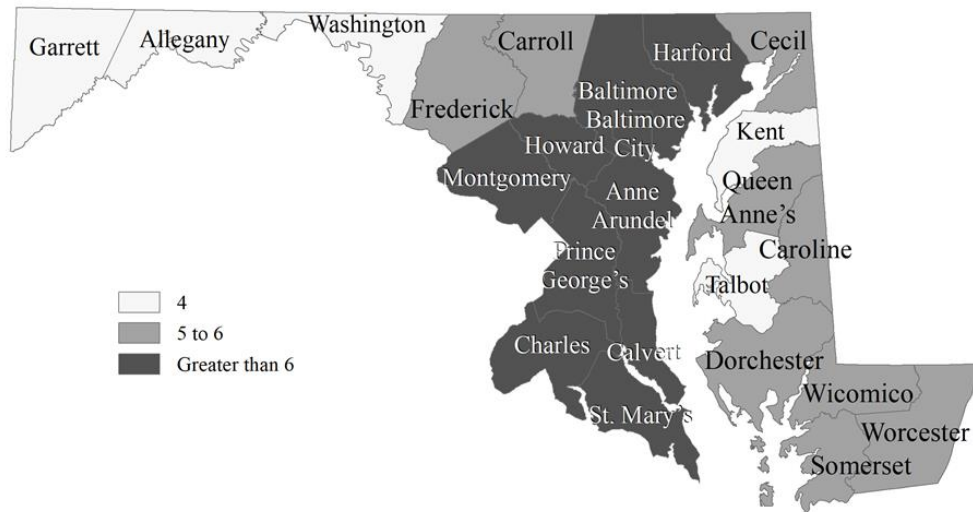 Garrett
Allegany
Washington
Carroll
Harford
Cecil
Frederick
Baltimore
Baltimore
City
Howard
Kent
Montgomery
Queen
Anne's
Anne
Arundel
Caroline
Prince
George's
Talbot
4
5 to 6
Greater than 6
Charles
Calvert
Dorchester
St. Mary's
Wicomico
Worcester
Somerset